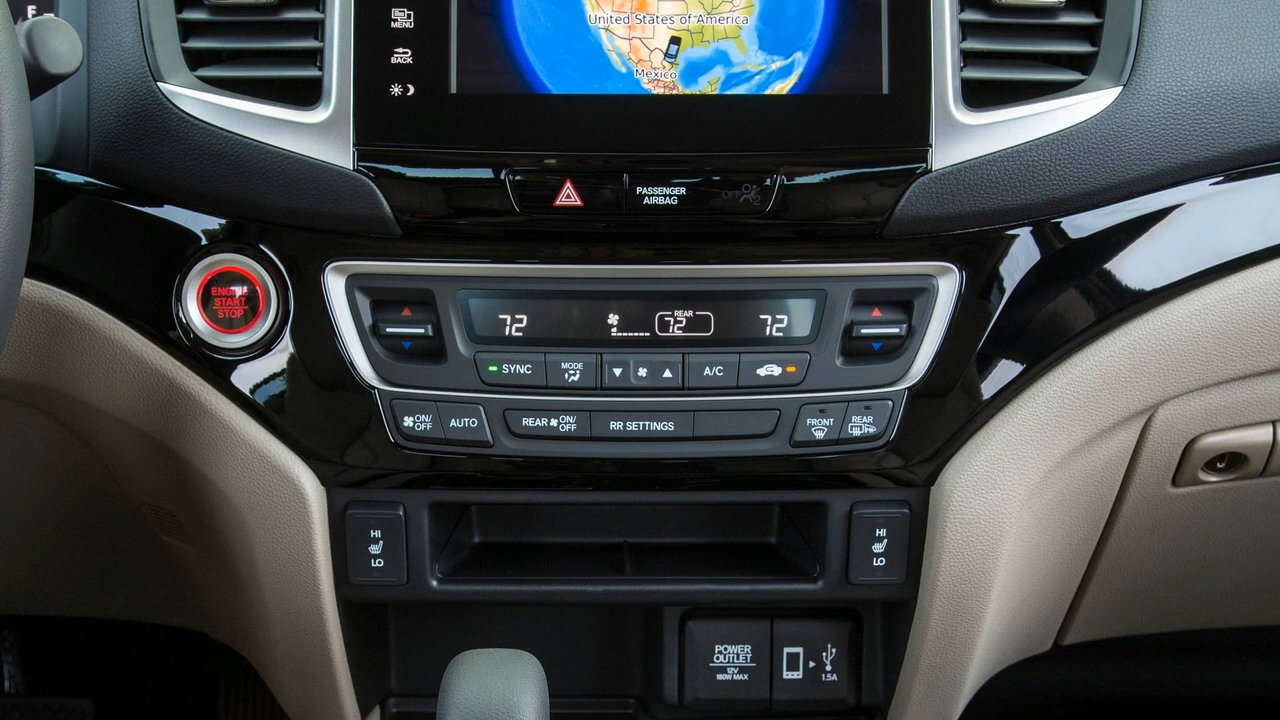 F
MENU
BACK
United States of America
Mexico
PASSENGER
AIRBAG
OFF
2
ENGINE
START
STOP
72
REAR
72
72
SYNC
MODE
A/C
ON/
OFF
AUTO
REAR
ON/
OFF
RR SETTINGS
FRONT
REAR
HI
LO
HI
LO
POWER
OUTLET
12V
180W MAX
1.5A